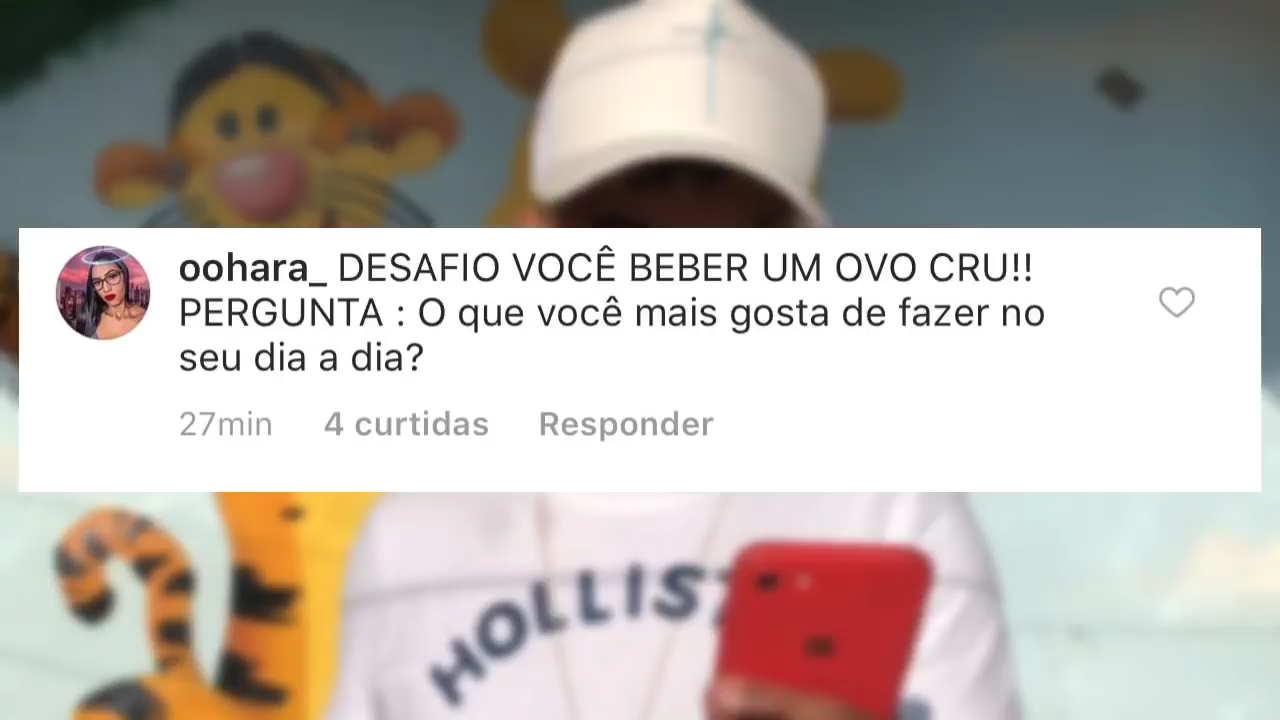 oohara_ DESAFIO VOCÊ BEBER UM OVO CRU!!
PERGUNTA : O que você mais gosta de fazer no
seu dia a dia?
27min 4 curtidas Responder
HOLLIS